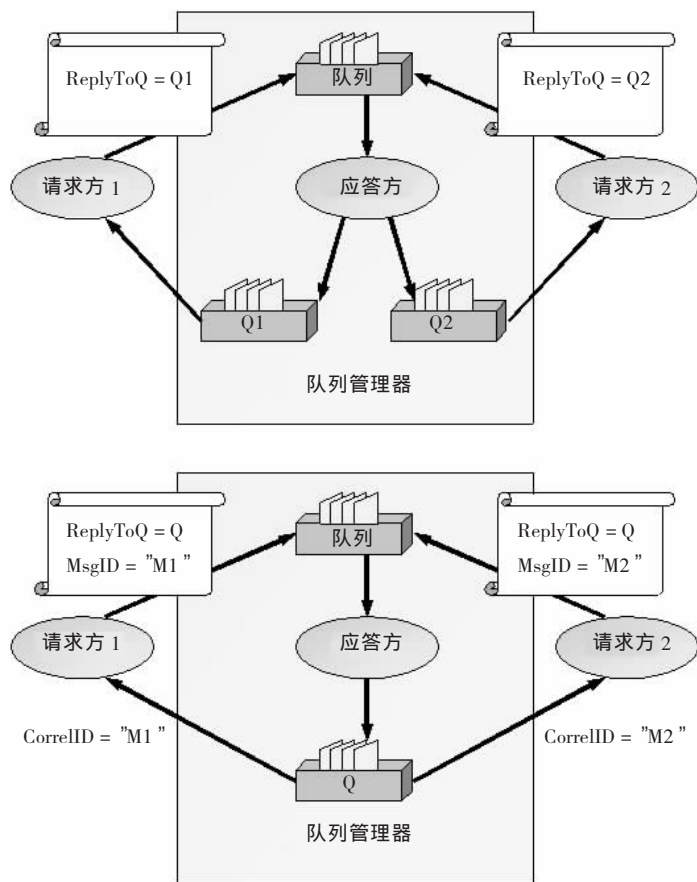 ReplyToQ = Q1
队列
ReplyToQ = Q2
请求方 1
应答方
请求方 2
Q1
Q2
队列管理器
ReplyToQ = Q
MsgID = "M1"
队列
ReplyToQ = Q
MsgID = "M2"
请求方 1
应答方
请求方 2
CorrelID = "M1"
CorrelID = "M2"
Q
队列管理器